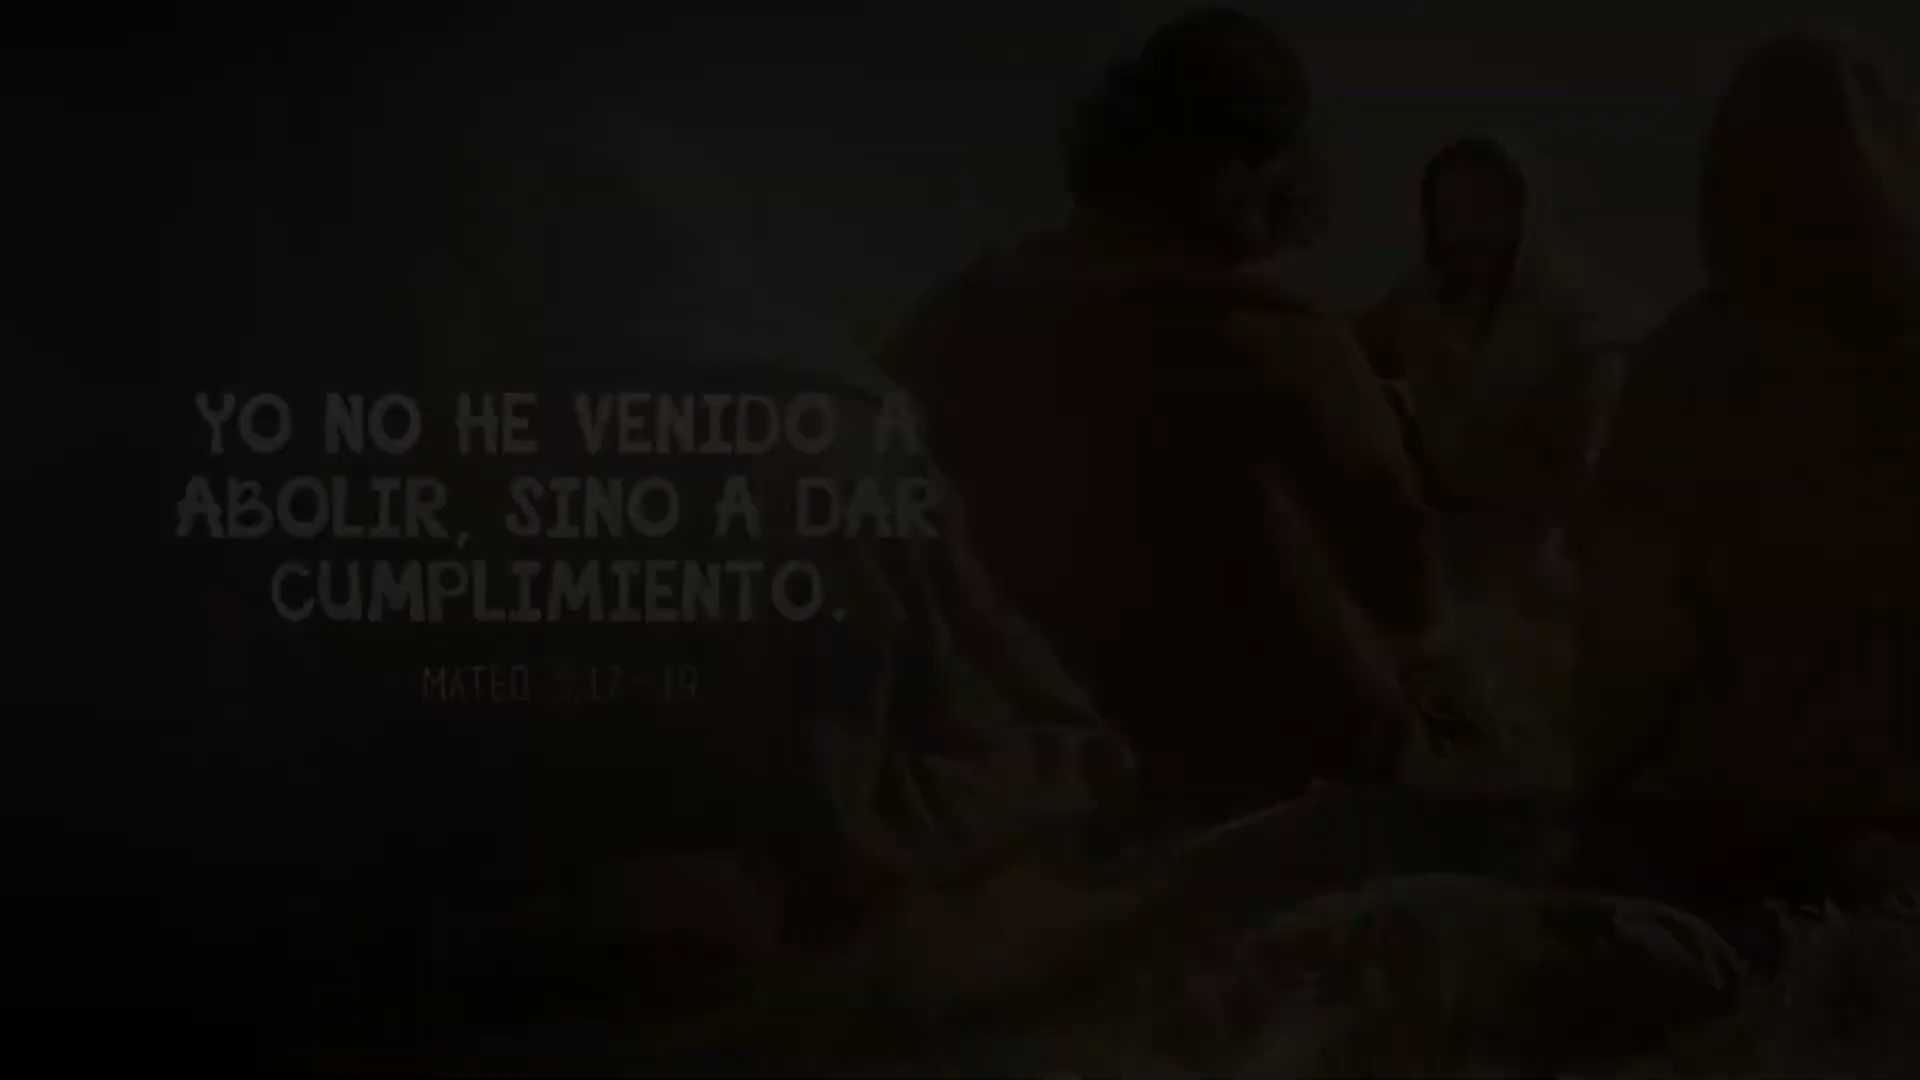 YO NO HE VENIDO A
ABOLIR, SINO A DAR
CUMPLIMIENTO.
MATEO 5,17-19